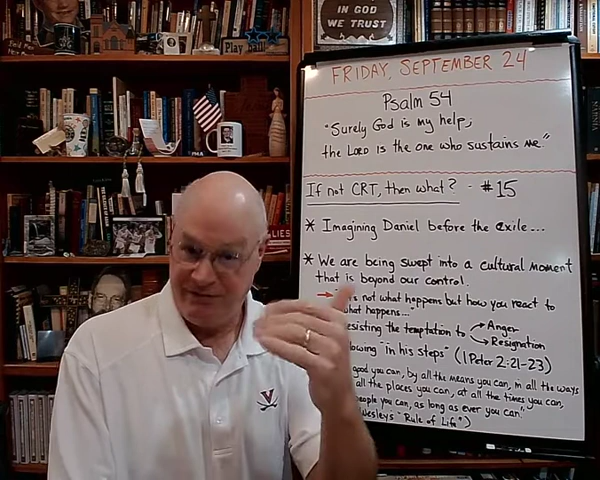 IN GOD
WE TRUST
Play Ball
FRIDAY, SEPTEMBER 24
Psalm 54
"Surely God is my help;
the LORD is the one who sustains me."
If not CRT, then what? - #15
* Imagining Daniel before the exile...
* We are being swept into a cultural moment
that is beyond our control.
not what happens but how you react to
what happens...
esisting the temptation to → Anger
→ Resignation
lowing "in his steps" (1 Peter 2:21-23)
good you can, by all the means you can, in all the ways
all the places you can, at all the times you can,
people you can, as long as ever you can."
esleys "Rule of Life")
V